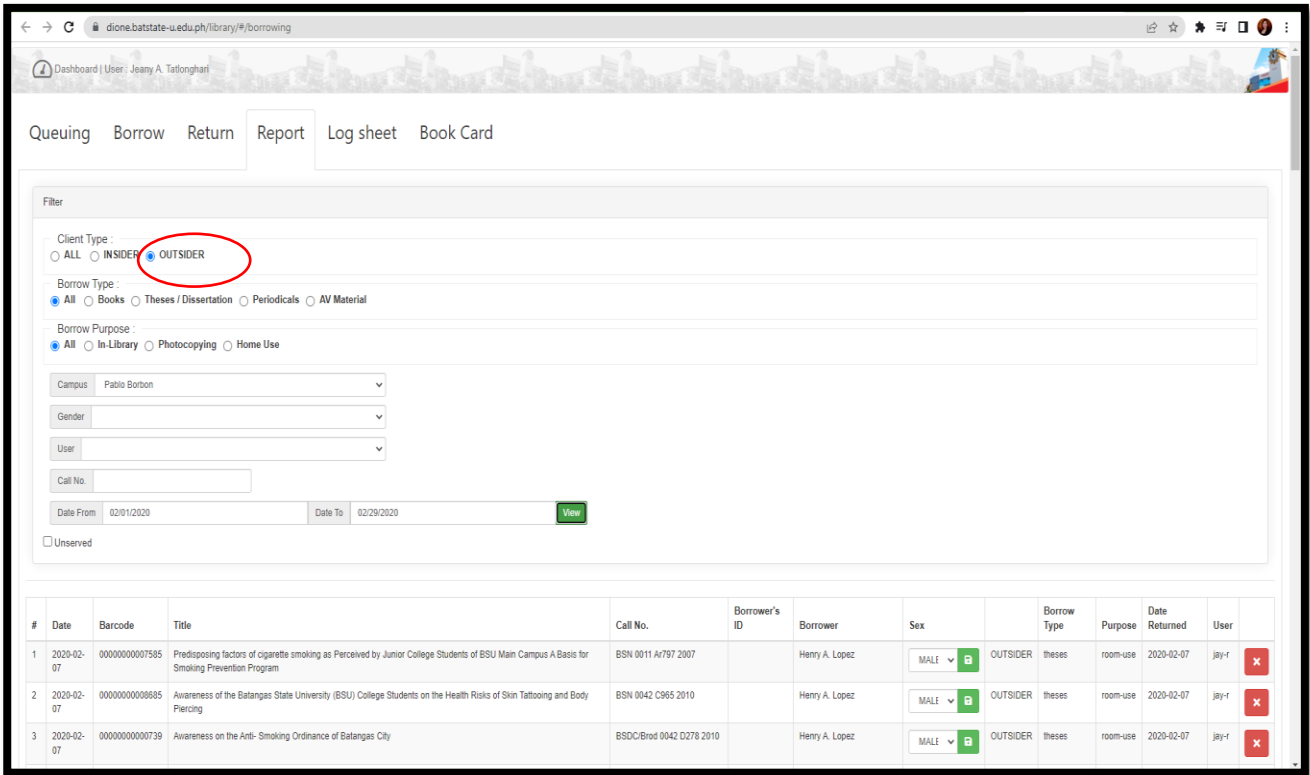 dione.batstate-u.edu.ph/library/#/borrowing
Dashboard | User : Jeany A. Tatlonghari
Queuing Borrow Return Report Log sheet Book Card
Filter
Client Type :
ALL INSIDER OUTSIDER
Borrow Type :
All Books Theses / Dissertation Periodicals AV Material
Borrow Purpose :
All In-Library Photocopying Home Use
Campus Pablo Borbon
Gender
User
Call No.
Date From 02/01/2020 Date To 02/29/2020 View
Unserved
# Date Barcode Title Call No. Borrower's ID Borrower Sex Borrow Type Purpose Date Returned User
1 2020-02-07 00000000007585 Predisposing factors of cigarette smoking as Perceived by Junior College Students of BSU Main Campus A Basis for Smoking Prevention Program BSN 0011 Ar797 2007 Henry A. Lopez MALE OUTSIDER theses room-use 2020-02-07 jay-r
2 2020-02-07 00000000008685 Awareness of the Batangas State University (BSU) College Students on the Health Risks of Skin Tattooing and Body Piercing BSN 0042 C965 2010 Henry A. Lopez MALE OUTSIDER theses room-use 2020-02-07 jay-r
3 2020-02-07 00000000000739 Awareness on the Anti- Smoking Ordinance of Batangas City BSDC/Brod 0042 D278 2010 Henry A. Lopez MALE OUTSIDER theses room-use 2020-02-07 jay-r